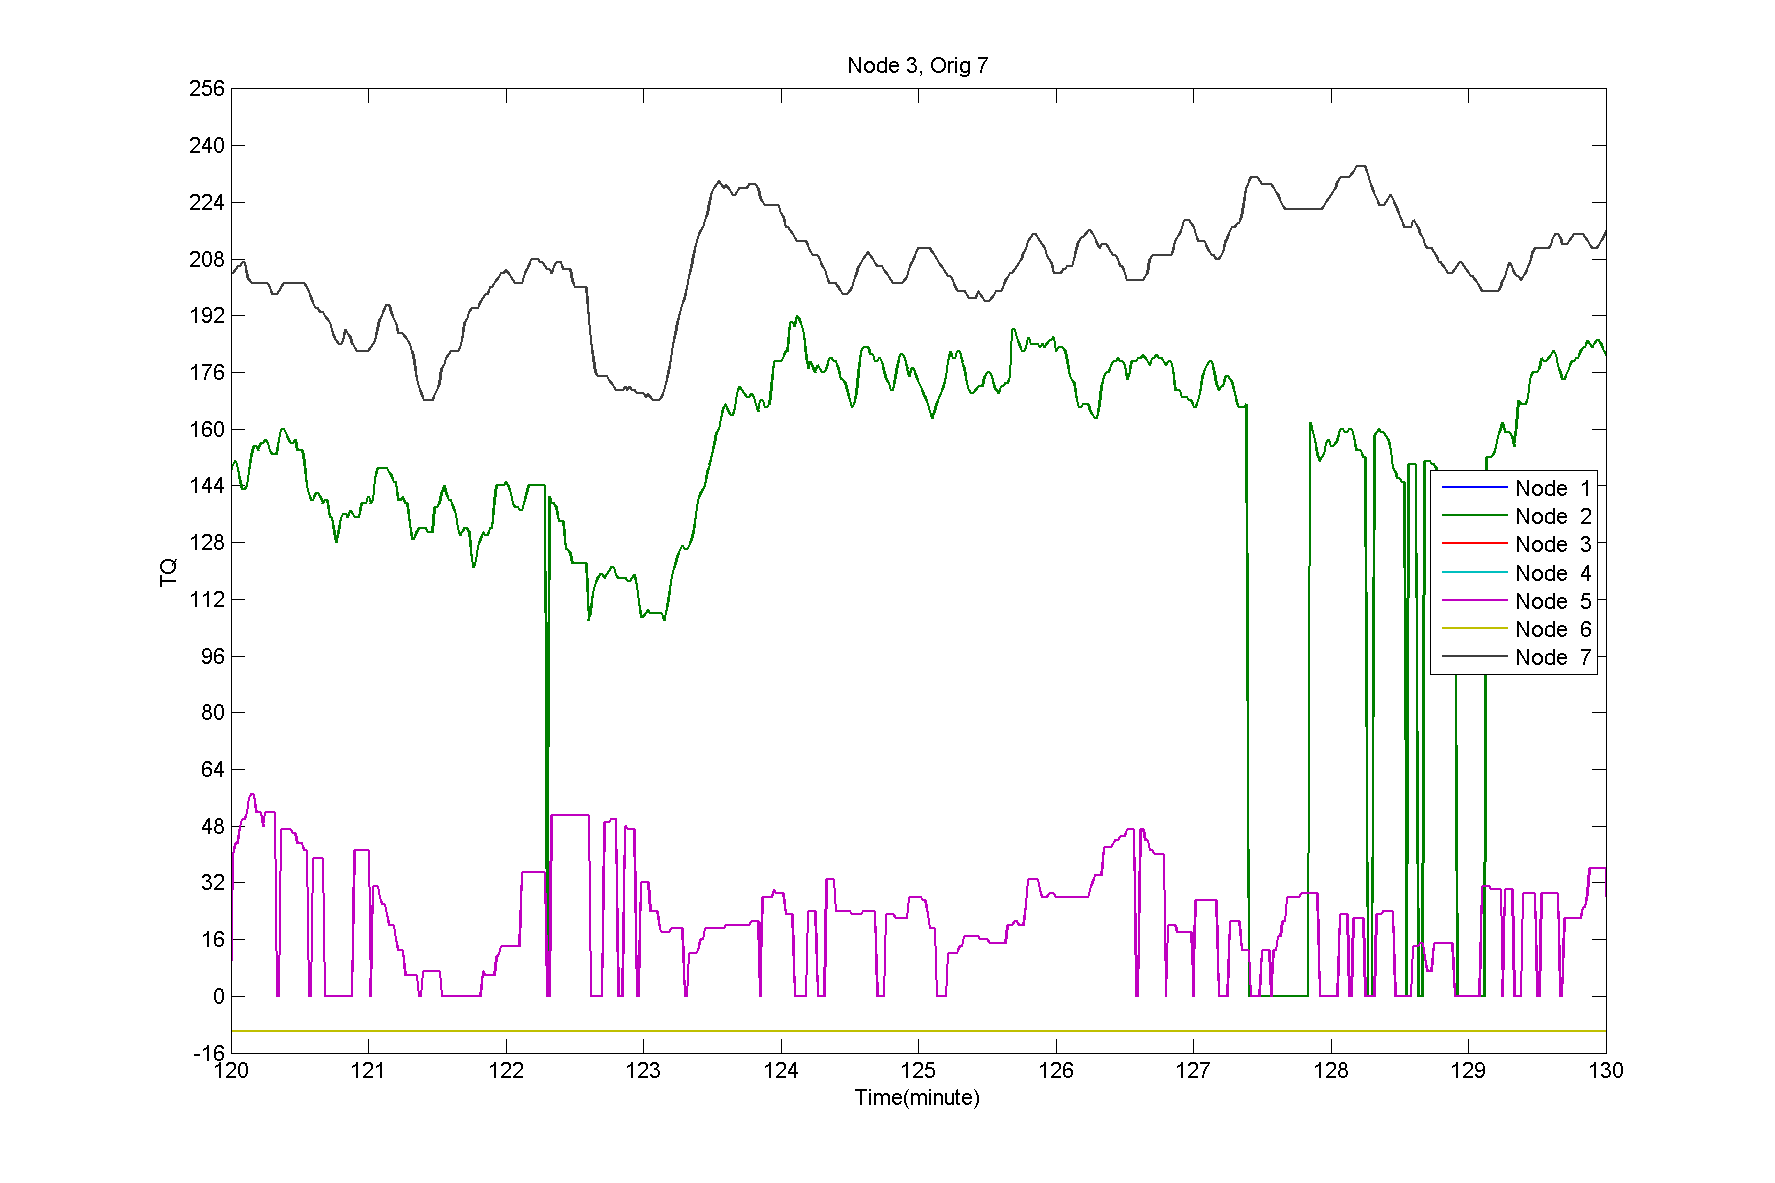 Node 3, Orig 7
256
240
224
208
192
176
160
144
128
112
96
80
64
48
32
16
0
-16
TQ
Node 1
Node 2
Node 3
Node 4
Node 5
Node 6
Node 7
120 121 122 123 124 125 126 127 128 129 130
Time(minute)